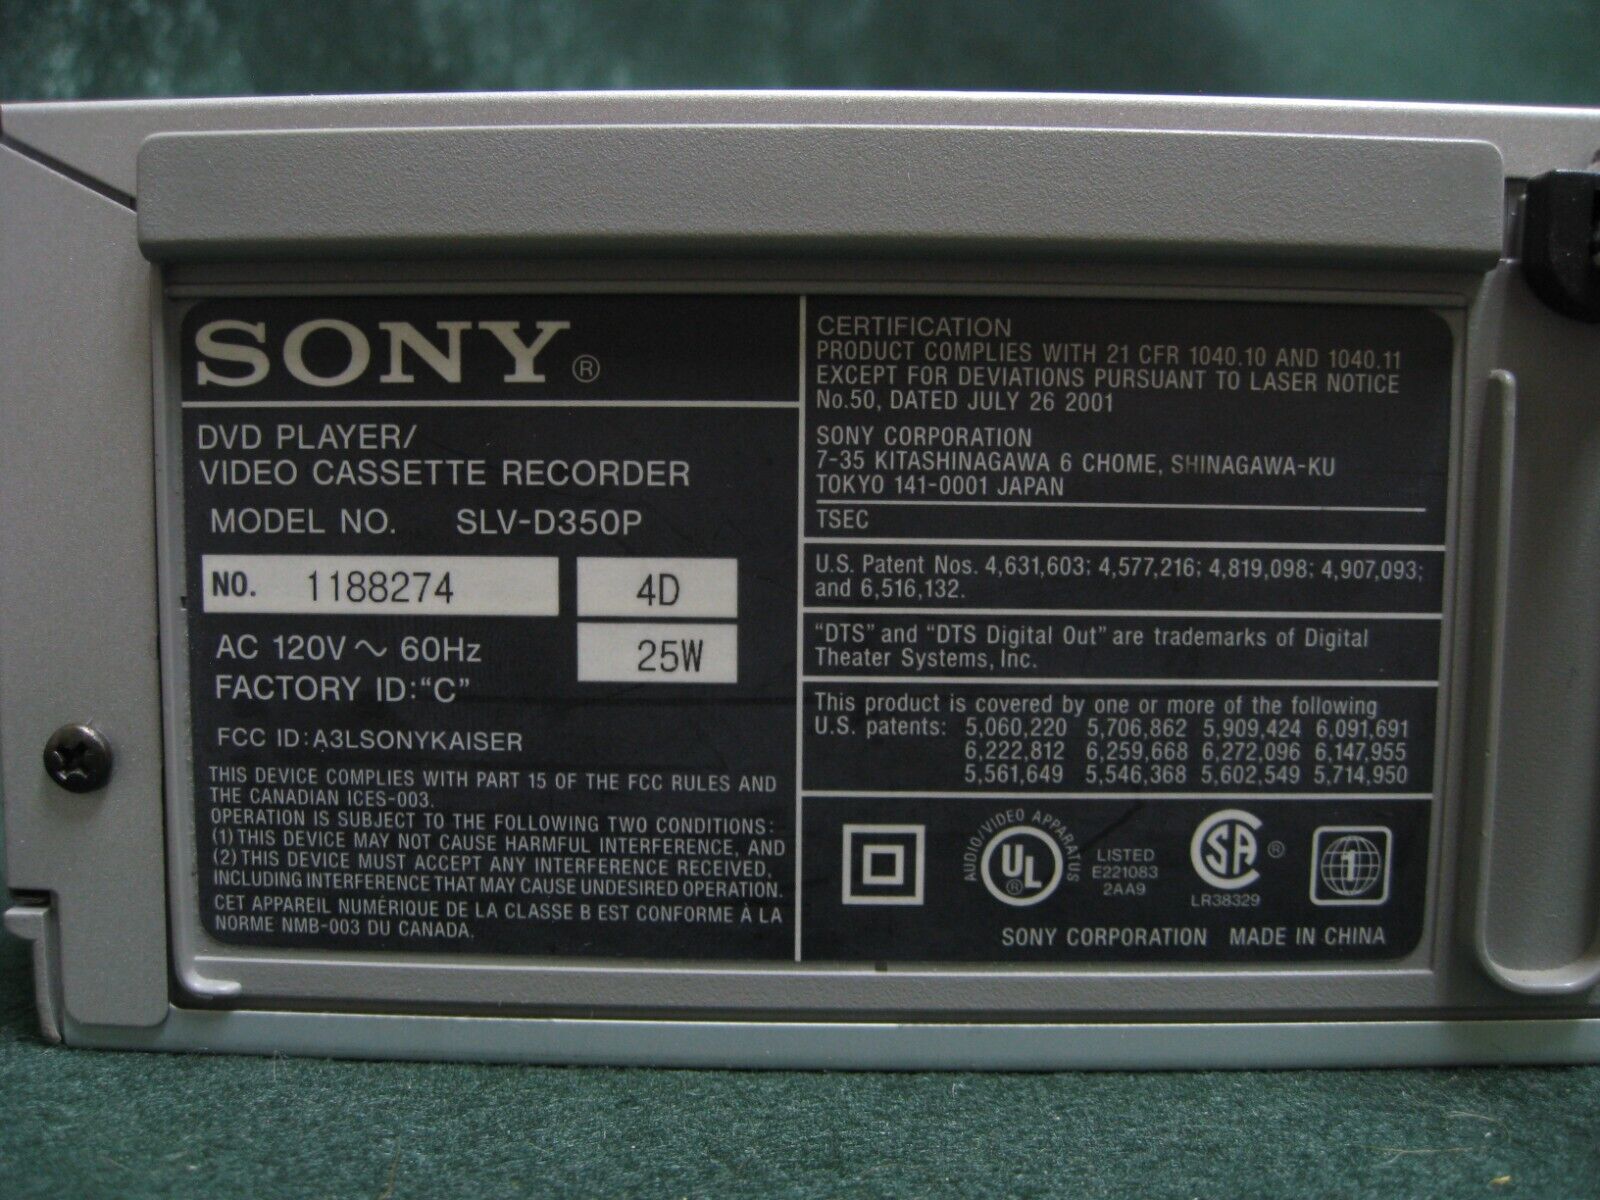 SONY®
DVD PLAYER/
VIDEO CASSETTE RECORDER
MODEL NO. SLV-D350P
NO. 1188274 4D
AC 120V ～ 60Hz 25W
FACTORY ID:“C”
FCC ID:A3LSONYKAISER
THIS DEVICE COMPLIES WITH PART 15 OF THE FCC RULES AND
THE CANADIAN ICES-003.
OPERATION IS SUBJECT TO THE FOLLOWING TWO CONDITIONS:
(1) THIS DEVICE MAY NOT CAUSE HARMFUL INTERFERENCE, AND
(2) THIS DEVICE MUST ACCEPT ANY INTERFERENCE RECEIVED,
INCLUDING INTERFERENCE THAT MAY CAUSE UNDESIRED OPERATION.
CET APPAREIL NUMÉRIQUE DE LA CLASSE B EST CONFORME À LA
NORME NMB-003 DU CANADA.
CERTIFICATION
PRODUCT COMPLIES WITH 21 CFR 1040.10 AND 1040.11
EXCEPT FOR DEVIATIONS PURSUANT TO LASER NOTICE
No.50, DATED JULY 26 2001
SONY CORPORATION
7-35 KITASHINAGAWA 6 CHOME, SHINAGAWA-KU
TOKYO 141-0001 JAPAN
TSEC
U.S. Patent Nos. 4,631,603; 4,577,216; 4,819,098; 4,907,093;
and 6,516,132.
“DTS” and “DTS Digital Out” are trademarks of Digital
Theater Systems, Inc.
This product is covered by one or more of the following
U.S. patents: 5,060,220 5,706,862 5,909,424 6,091,691
6,222,812 6,259,668 6,272,096 6,147,955
5,561,649 5,546,368 5,602,549 5,714,950
AUDIO/VIDEO APPARATUS
UL®
LISTED
E221083
2AA9
SA®
LR38329
1
SONY CORPORATION MADE IN CHINA